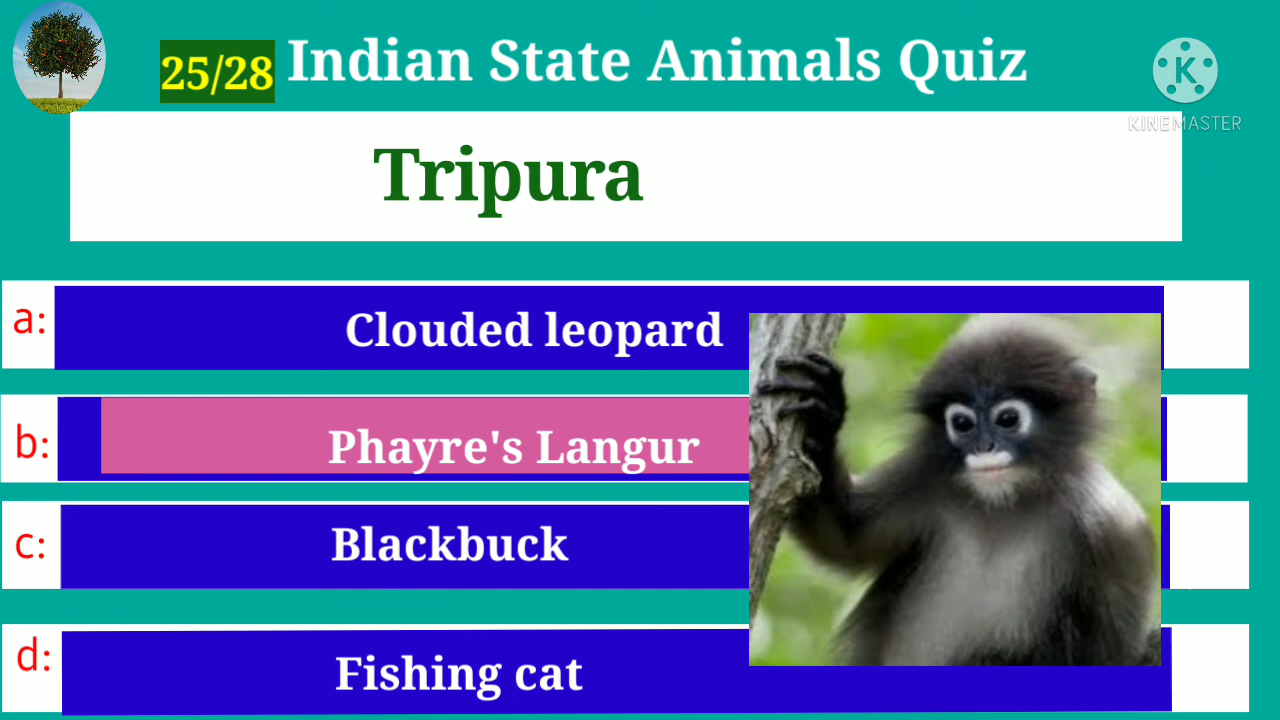 25/28 Indian State Animals Quiz
K
KINEMASTER
Tripura
a: Clouded leopard
b: Phayre's Langur
c: Blackbuck
d: Fishing cat